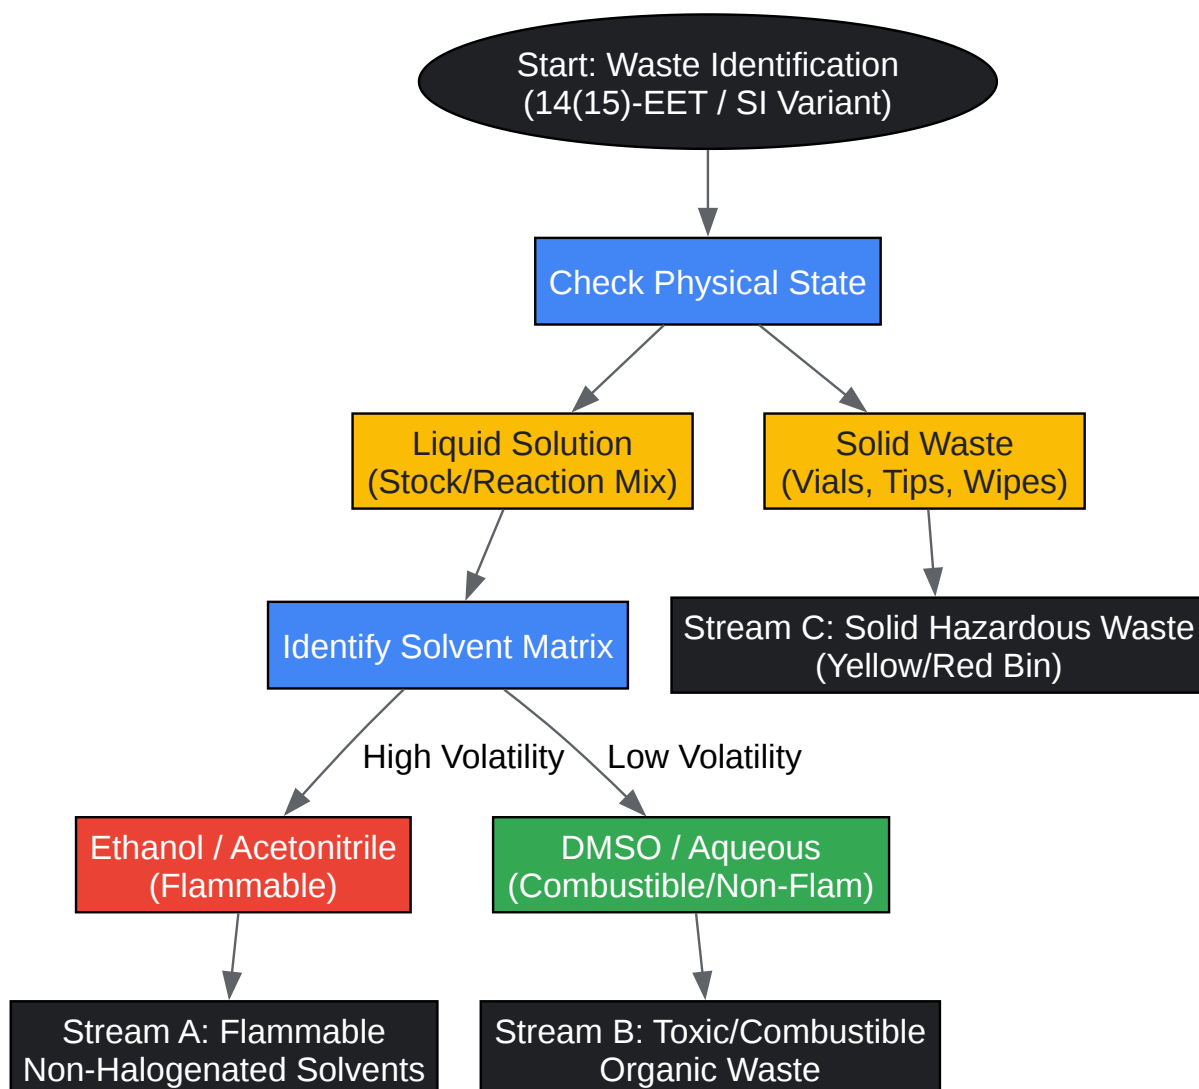 Start: Waste Identification
(14(15)-EET / SI Variant)
Check Physical State
Liquid Solution
(Stock/Reaction Mix)
Solid Waste
(Vials, Tips, Wipes)
Identify Solvent Matrix
Stream C: Solid Hazardous Waste
(Yellow/Red Bin)
High Volatility
Low Volatility
Ethanol / Acetonitrile
(Flammable)
DMSO / Aqueous
(Combustible/Non-Flam)
Stream A: Flammable
Non-Halogenated Solvents
Stream B: Toxic/Combustible
Organic Waste